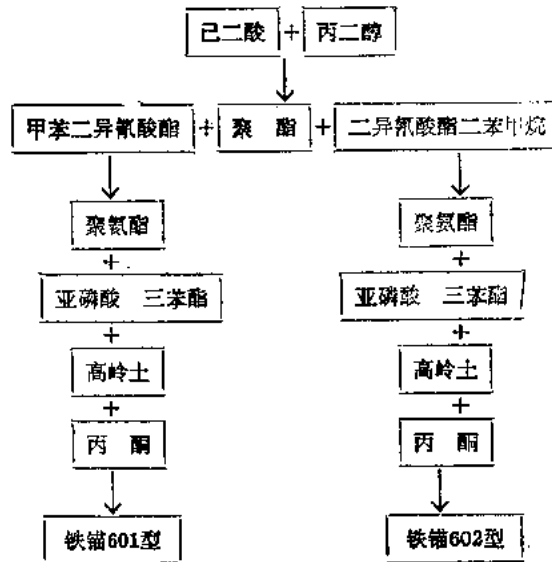 已二酸 + 丙二醇
甲苯二异氰酸酯 + 聚 酯 + 二异氰酸酯二苯甲烷
聚氨酯 聚氨酯
+ +
亚磷酸 三苯酯 亚磷酸 三苯酯
+ +
高岭土 高岭土
+ +
丙 酮 丙 酮
铁锚601型 铁锚602型